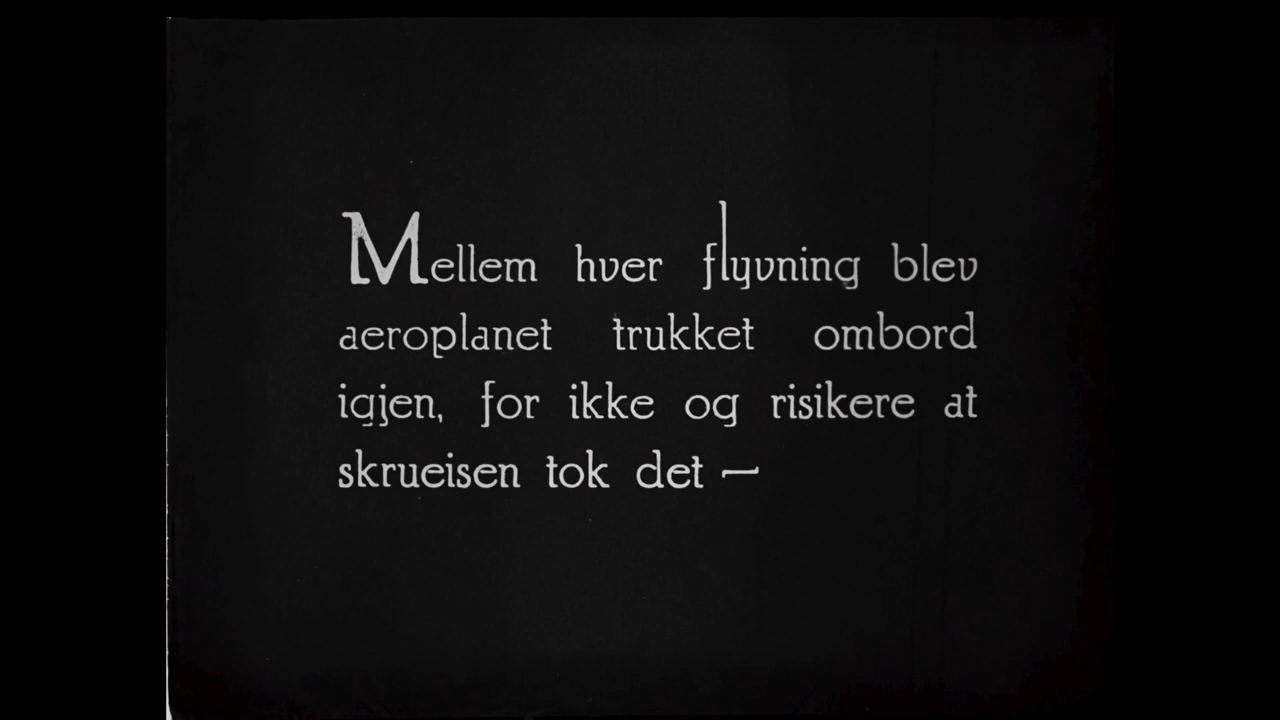 Mellem hver flyvning blev
aeroplanet trukket ombord
igjen, for ikke og risikere at
skrueisen tok det —